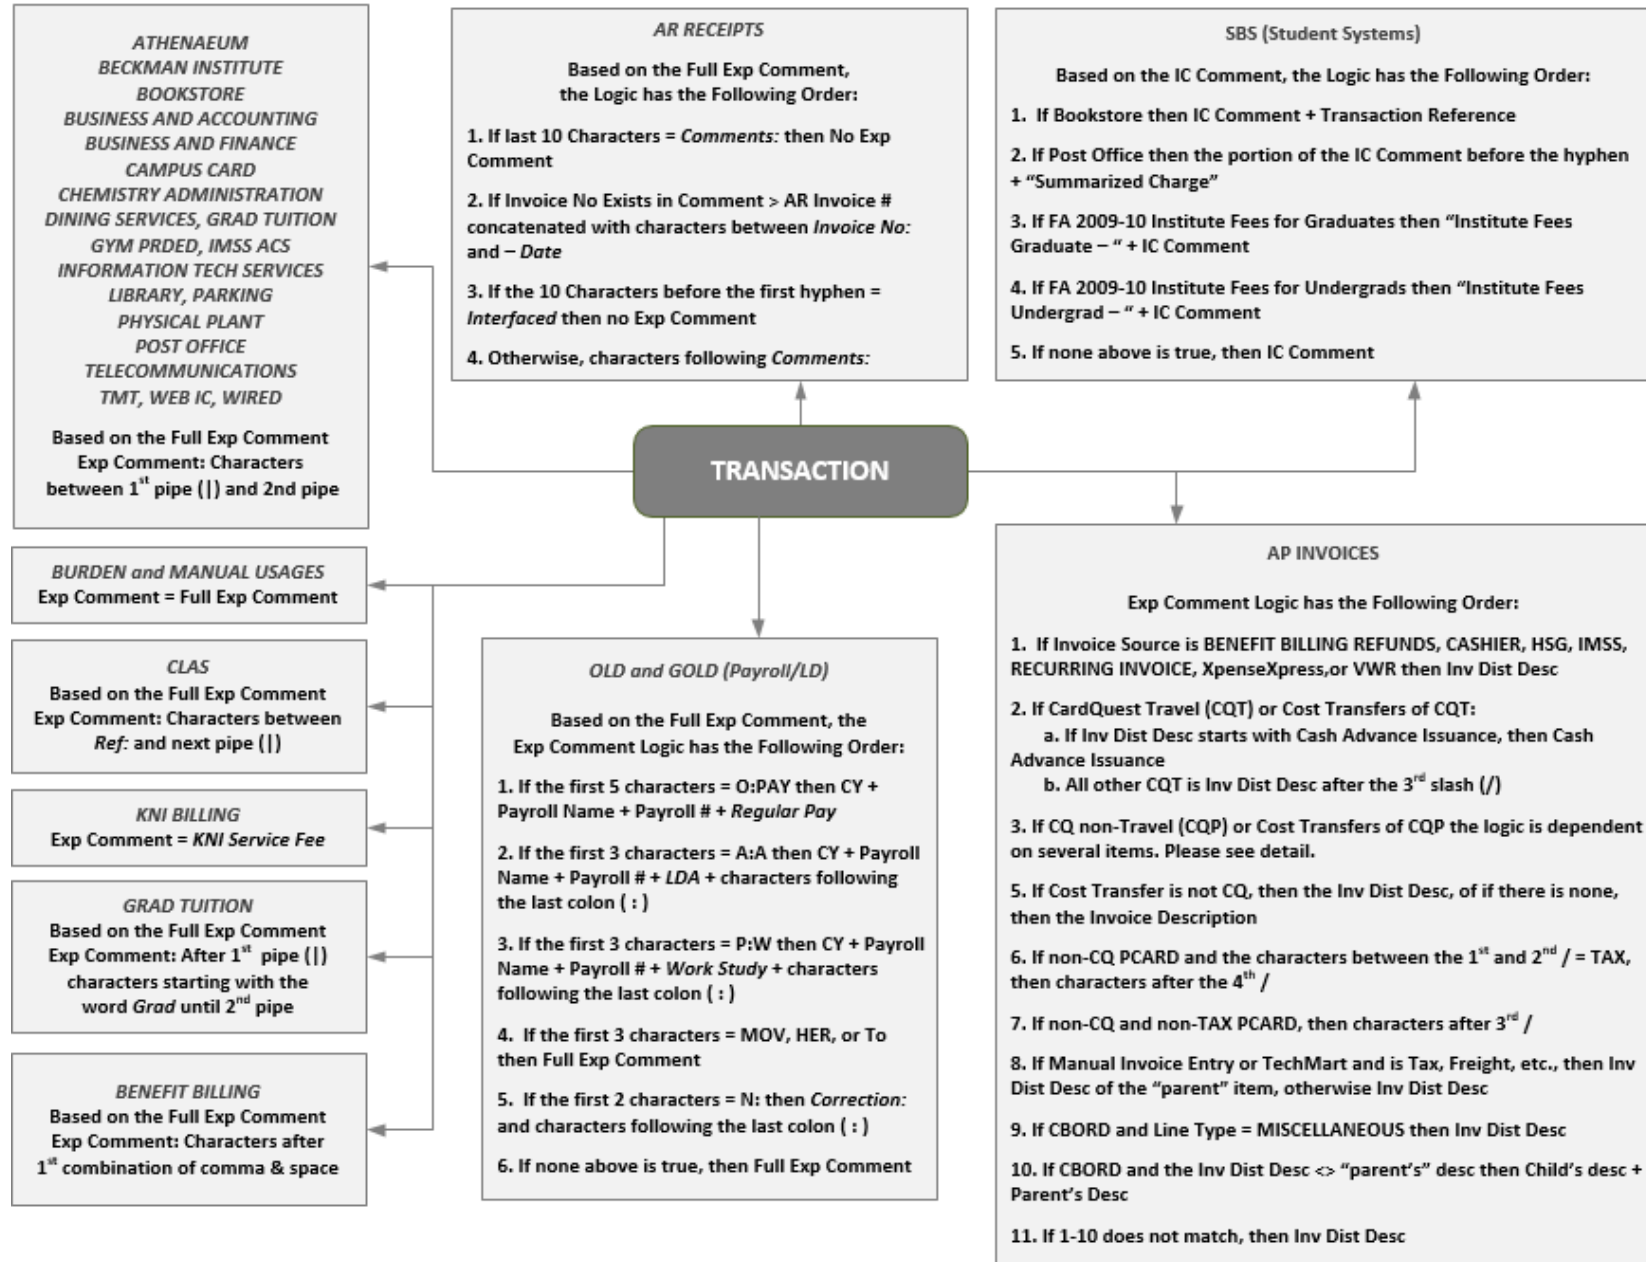 ATHENAEUM
BECKMAN INSTITUTE
BOOKSTORE
BUSINESS AND ACCOUNTING
BUSINESS AND FINANCE
CAMPUS CARD
CHEMISTRY ADMINISTRATION
DINING SERVICES, GRAD TUITION
GYM PRDED, IMSS ACS
INFORMATION TECH SERVICES
LIBRARY, PARKING
PHYSICAL PLANT
POST OFFICE
TELECOMMUNICATIONS
TMT, WEB IC, WIRED
Based on the Full Exp Comment
Exp Comment: Characters
between 1st pipe (|) and 2nd pipe
AR RECEIPTS
Based on the Full Exp Comment,
the Logic has the Following Order:
1. If last 10 Characters = Comments: then No Exp
Comment
2. If Invoice No Exists in Comment > AR Invoice #
concatenated with characters between Invoice No:
and – Date
3. If the 10 Characters before the first hyphen =
Interfaced then no Exp Comment
4. Otherwise, characters following Comments:
SBS (Student Systems)
Based on the IC Comment, the Logic has the Following Order:
1. If Bookstore then IC Comment + Transaction Reference
2. If Post Office then the portion of the IC Comment before the hyphen
+ “Summarized Charge”
3. If FA 2009-10 Institute Fees for Graduates then “Institute Fees
Graduate – “ + IC Comment
4. If FA 2009-10 Institute Fees for Undergrads then “Institute Fees
Undergrad – “ + IC Comment
5. If none above is true, then IC Comment
TRANSACTION
BURDEN and MANUAL USAGES
Exp Comment = Full Exp Comment
CLAS
Based on the Full Exp Comment
Exp Comment: Characters between
Ref: and next pipe (|)
KNI BILLING
Exp Comment = KNI Service Fee
GRAD TUITION
Based on the Full Exp Comment
Exp Comment: After 1st pipe (|)
characters starting with the
word Grad until 2nd pipe
BENEFIT BILLING
Based on the Full Exp Comment
Exp Comment: Characters after
1st combination of comma & space
OLD and GOLD (Payroll/LD)
Based on the Full Exp Comment, the
Exp Comment Logic has the Following Order:
1. If the first 5 characters = O:PAY then CY +
Payroll Name + Payroll # + Regular Pay
2. If the first 3 characters = A:A then CY + Payroll
Name + Payroll # + LDA + characters following
the last colon ( : )
3. If the first 3 characters = P:W then CY + Payroll
Name + Payroll # + Work Study + characters
following the last colon ( : )
4. If the first 3 characters = MOV, HER, or To
then Full Exp Comment
5. If the first 2 characters = N: then Correction:
and characters following the last colon ( : )
6. If none above is true, then Full Exp Comment
AP INVOICES
Exp Comment Logic has the Following Order:
1. If Invoice Source is BENEFIT BILLING REFUNDS, CASHIER, HSG, IMSS,
RECURRING INVOICE, XpenseXpress,or VWR then Inv Dist Desc
2. If CardQuest Travel (CQT) or Cost Transfers of CQT:
a. If Inv Dist Desc starts with Cash Advance Issuance, then Cash
Advance Issuance
b. All other CQT is Inv Dist Desc after the 3rd slash (/)
3. If CQ non-Travel (CQP) or Cost Transfers of CQP the logic is dependent
on several items. Please see detail.
5. If Cost Transfer is not CQ, then the Inv Dist Desc, of if there is none,
then the Invoice Description
6. If non-CQ PCARD and the characters between the 1st and 2nd / = TAX,
then characters after the 4th /
7. If non-CQ and non-TAX PCARD, then characters after 3rd /
8. If Manual Invoice Entry or TechMart and is Tax, Freight, etc., then Inv
Dist Desc of the “parent” item, otherwise Inv Dist Desc
9. If CBORD and Line Type = MISCELLANEOUS then Inv Dist Desc
10. If CBORD and the Inv Dist Desc <> “parent’s” desc then Child’s desc +
Parent’s Desc
11. If 1-10 does not match, then Inv Dist Desc